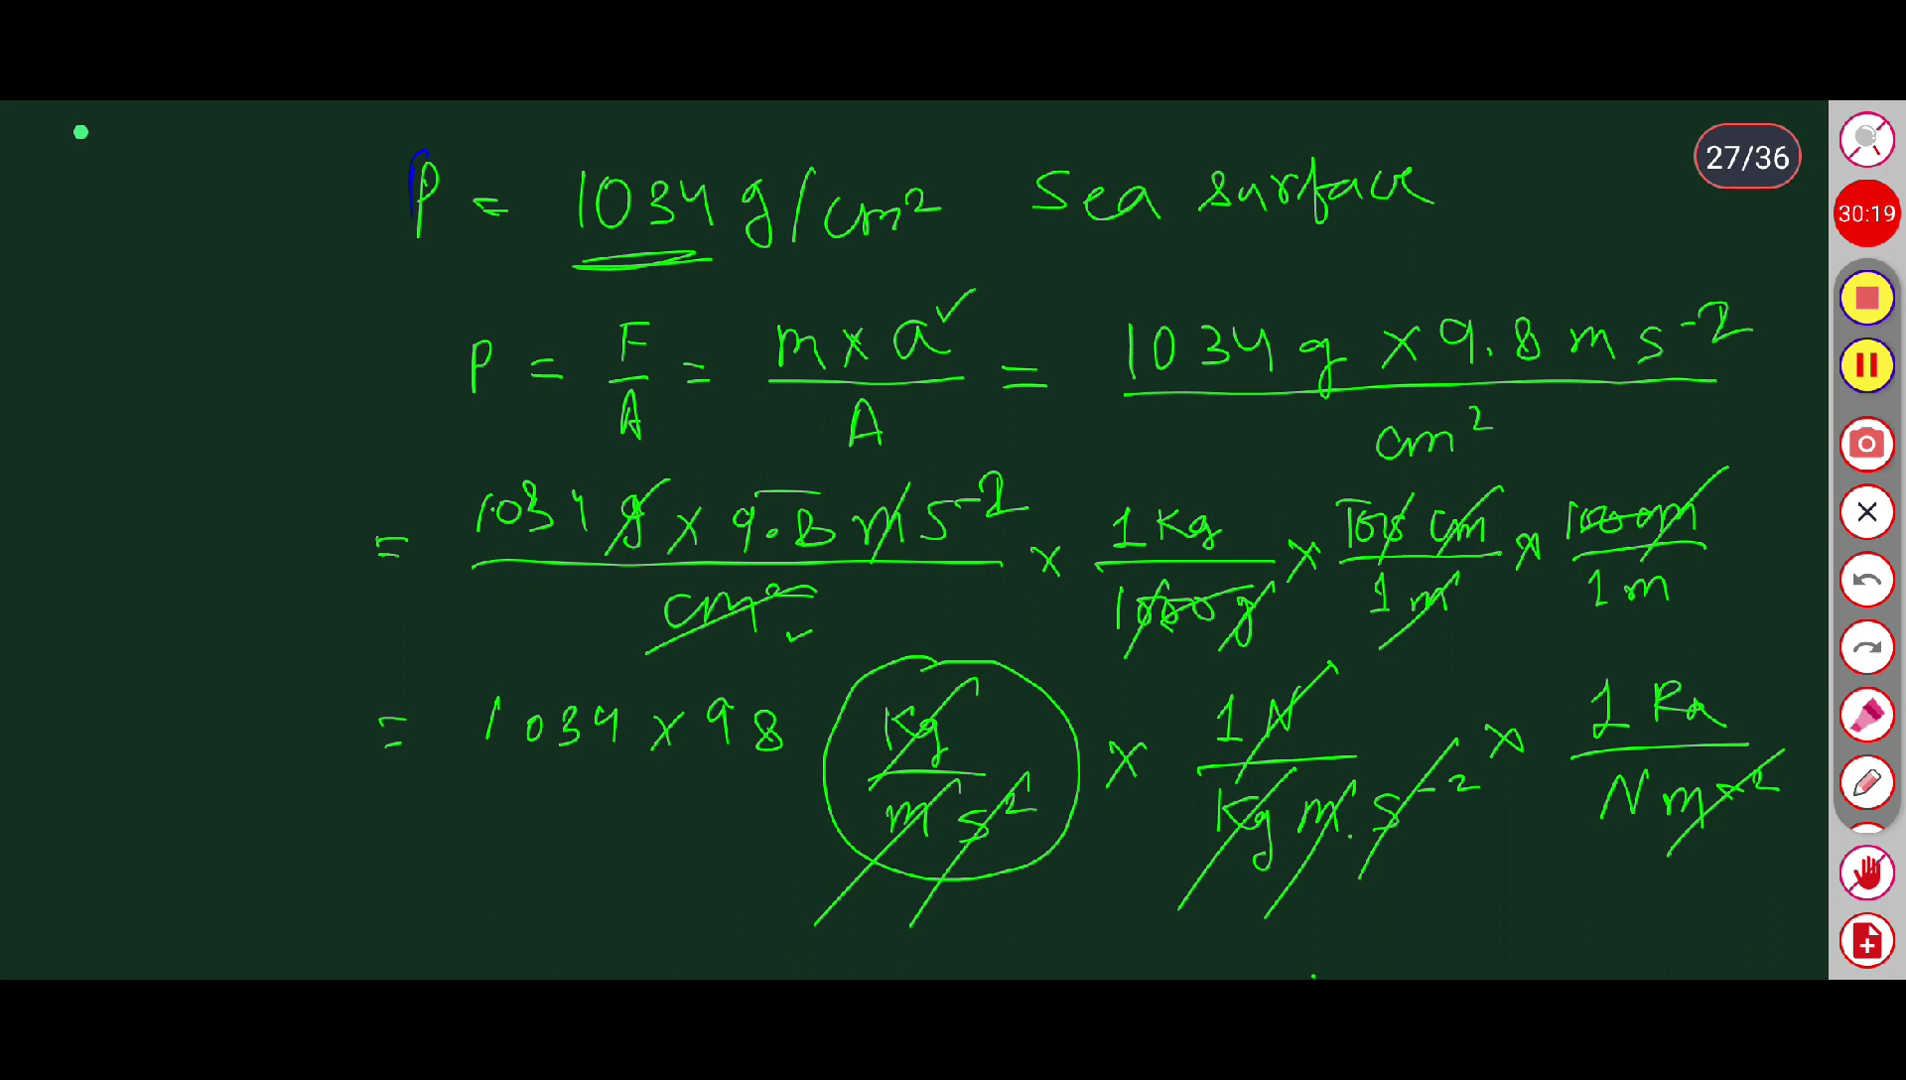 27/36
P = 1034 g/cm² Sea surface
30:19
P = F/A = m × a/A = 1034 g × 9.8 m s⁻²/cm²
= 1034 g × 9.8 m s⁻²/cm² × 1 Kg/1000 g × 100 cm/1 m × 100 cm/1 m
= 1034 × 98 Kg/m s² × 1 N/Kg m. s⁻² × 1 Pa/N m⁻²